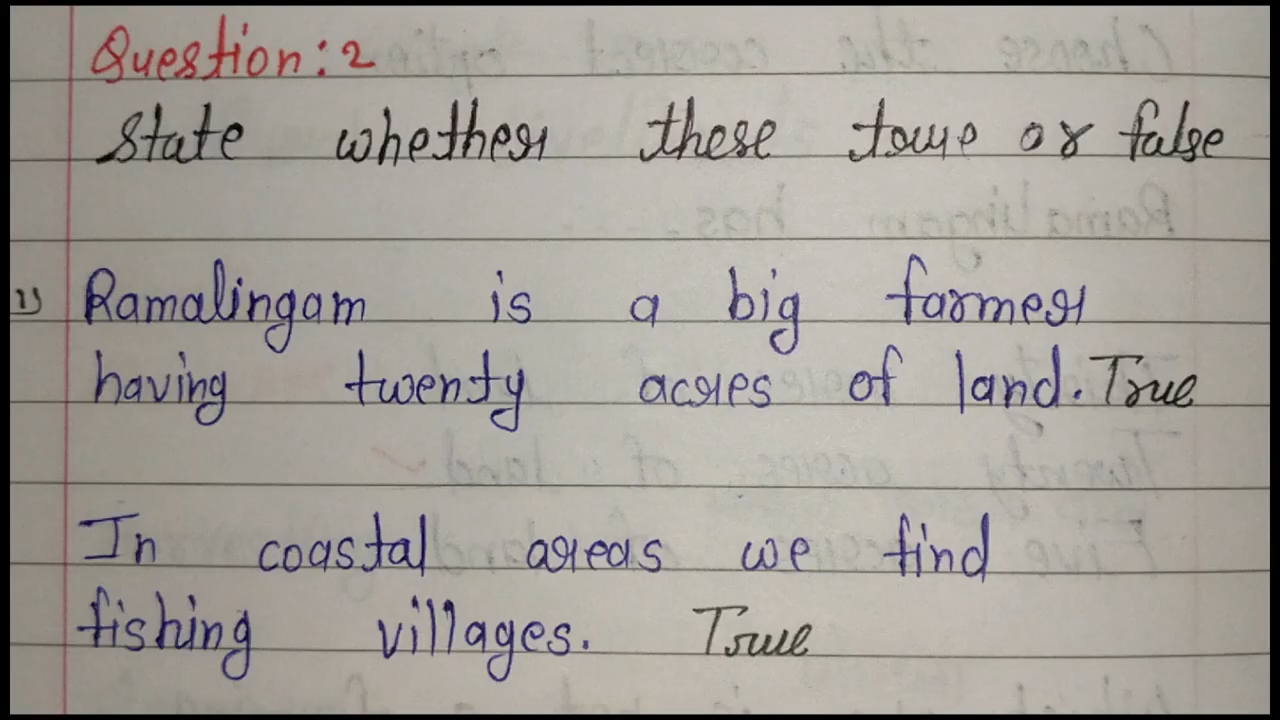 Question: 2
State whether these true or false
1) Ramalingam is a big farmer
having twenty acres of land. True
In coastal areas we find
fishing villages. True